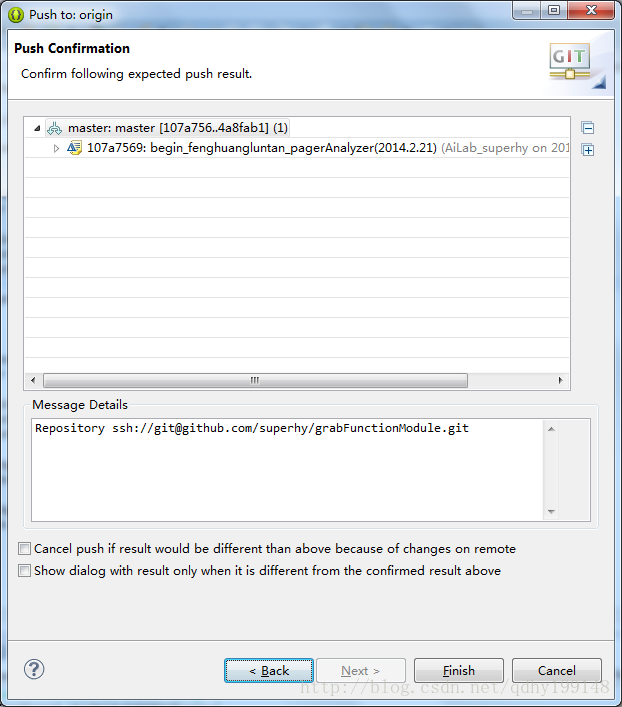 Push to: origin
Push Confirmation
Confirm following expected push result.
GIT
master: master [107a756..4a8fab1] (1)
107a7569: begin_fenghuangluntan_pagerAnalyzer(2014.2.21) (AiLab_superhy on 201
Message Details
Repository ssh://git@github.com/superhy/grabFunctionModule.git
Cancel push if result would be different than above because of changes on remote
Show dialog with result only when it is different from the confirmed result above
< Back
Next >
Finish
Cancel
http://blog.csdn.net/qdhy199148